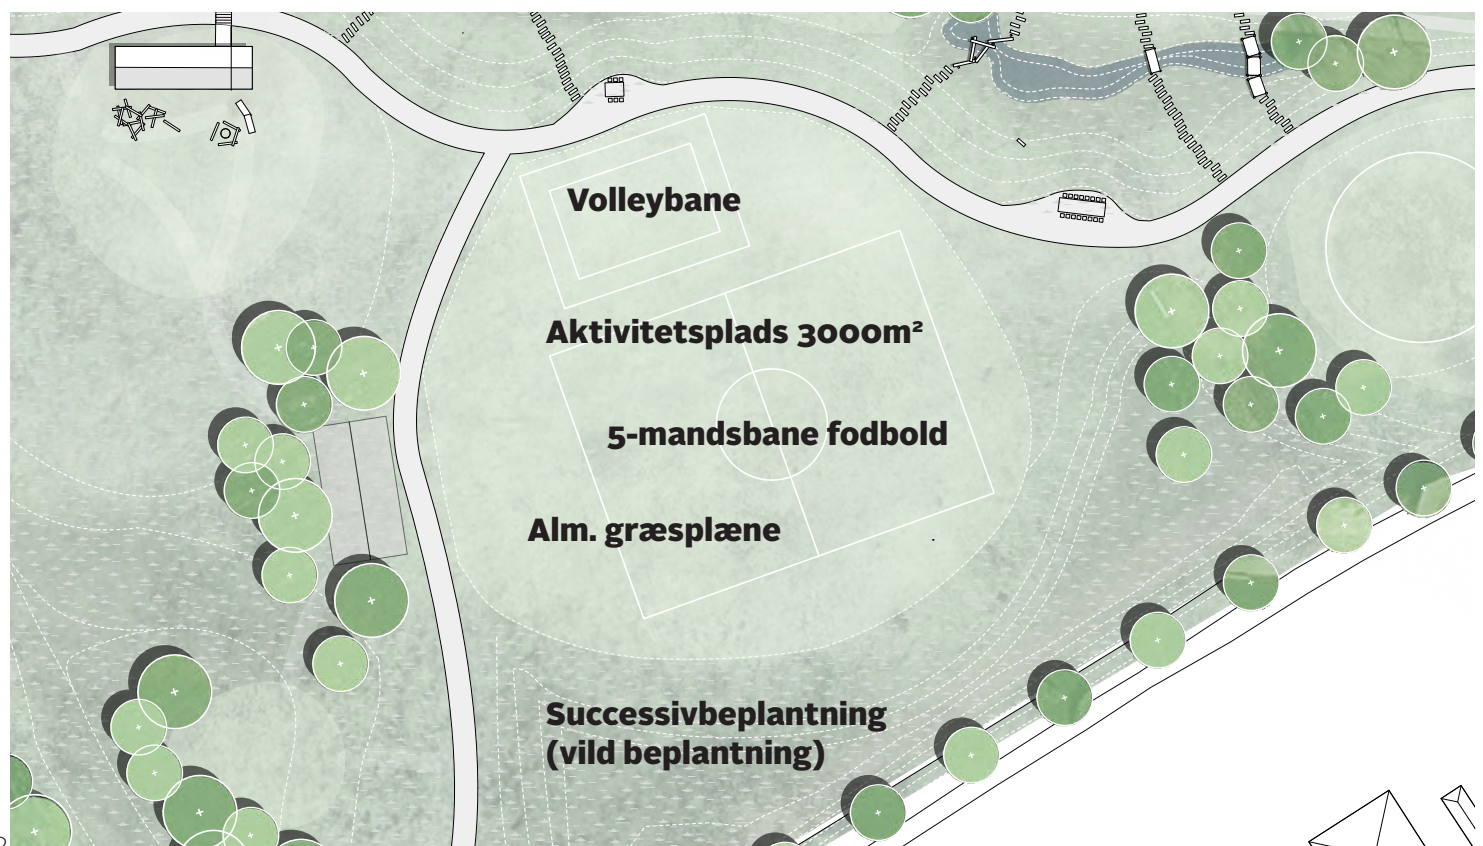 Volleybane
Aktivitetsplads 3000m²
5-mandsbane fodbold
Alm. græsplæne
Successivbeplantning
(vild beplantning)